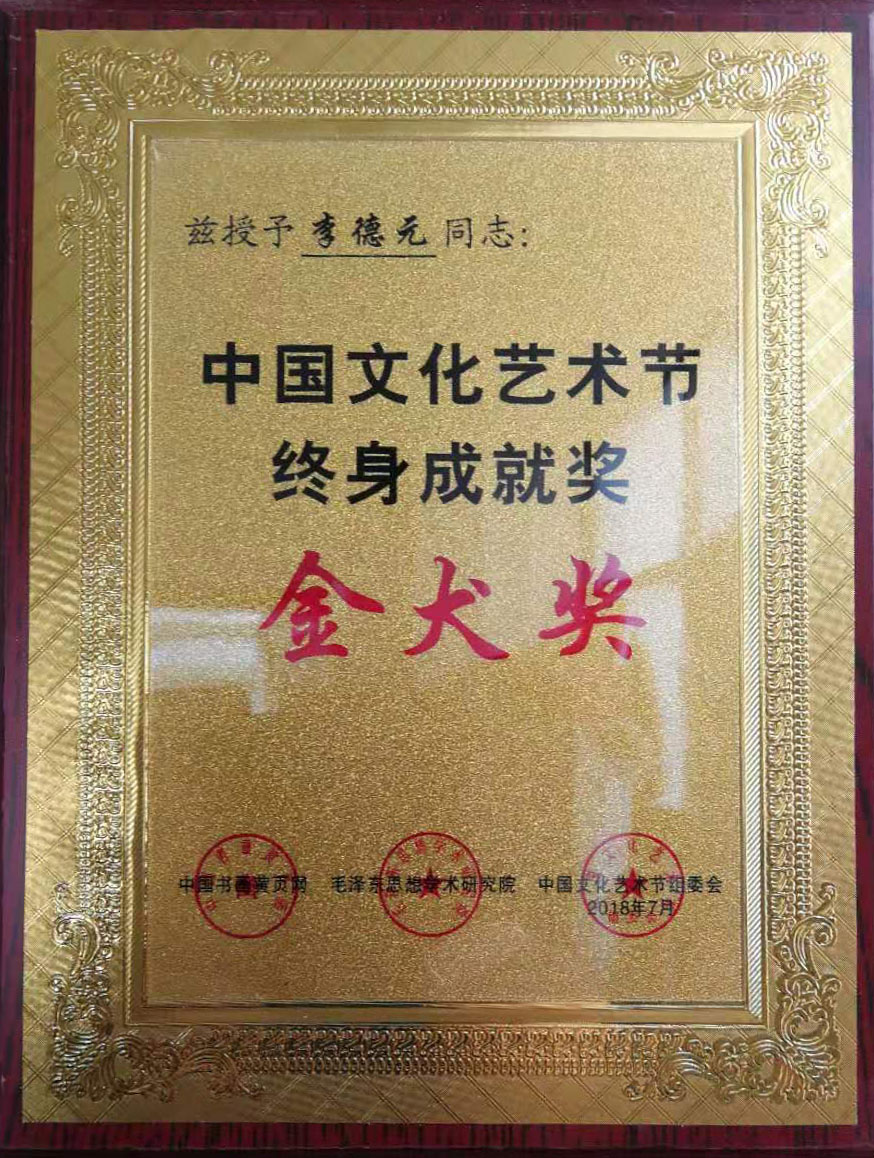 兹授予 李德元 同志:
中国文化艺术节
终身成就奖
金犬奖
中国书画黄页网 毛泽东思想学术研究院 中国文化艺术节组委会
2018年7月